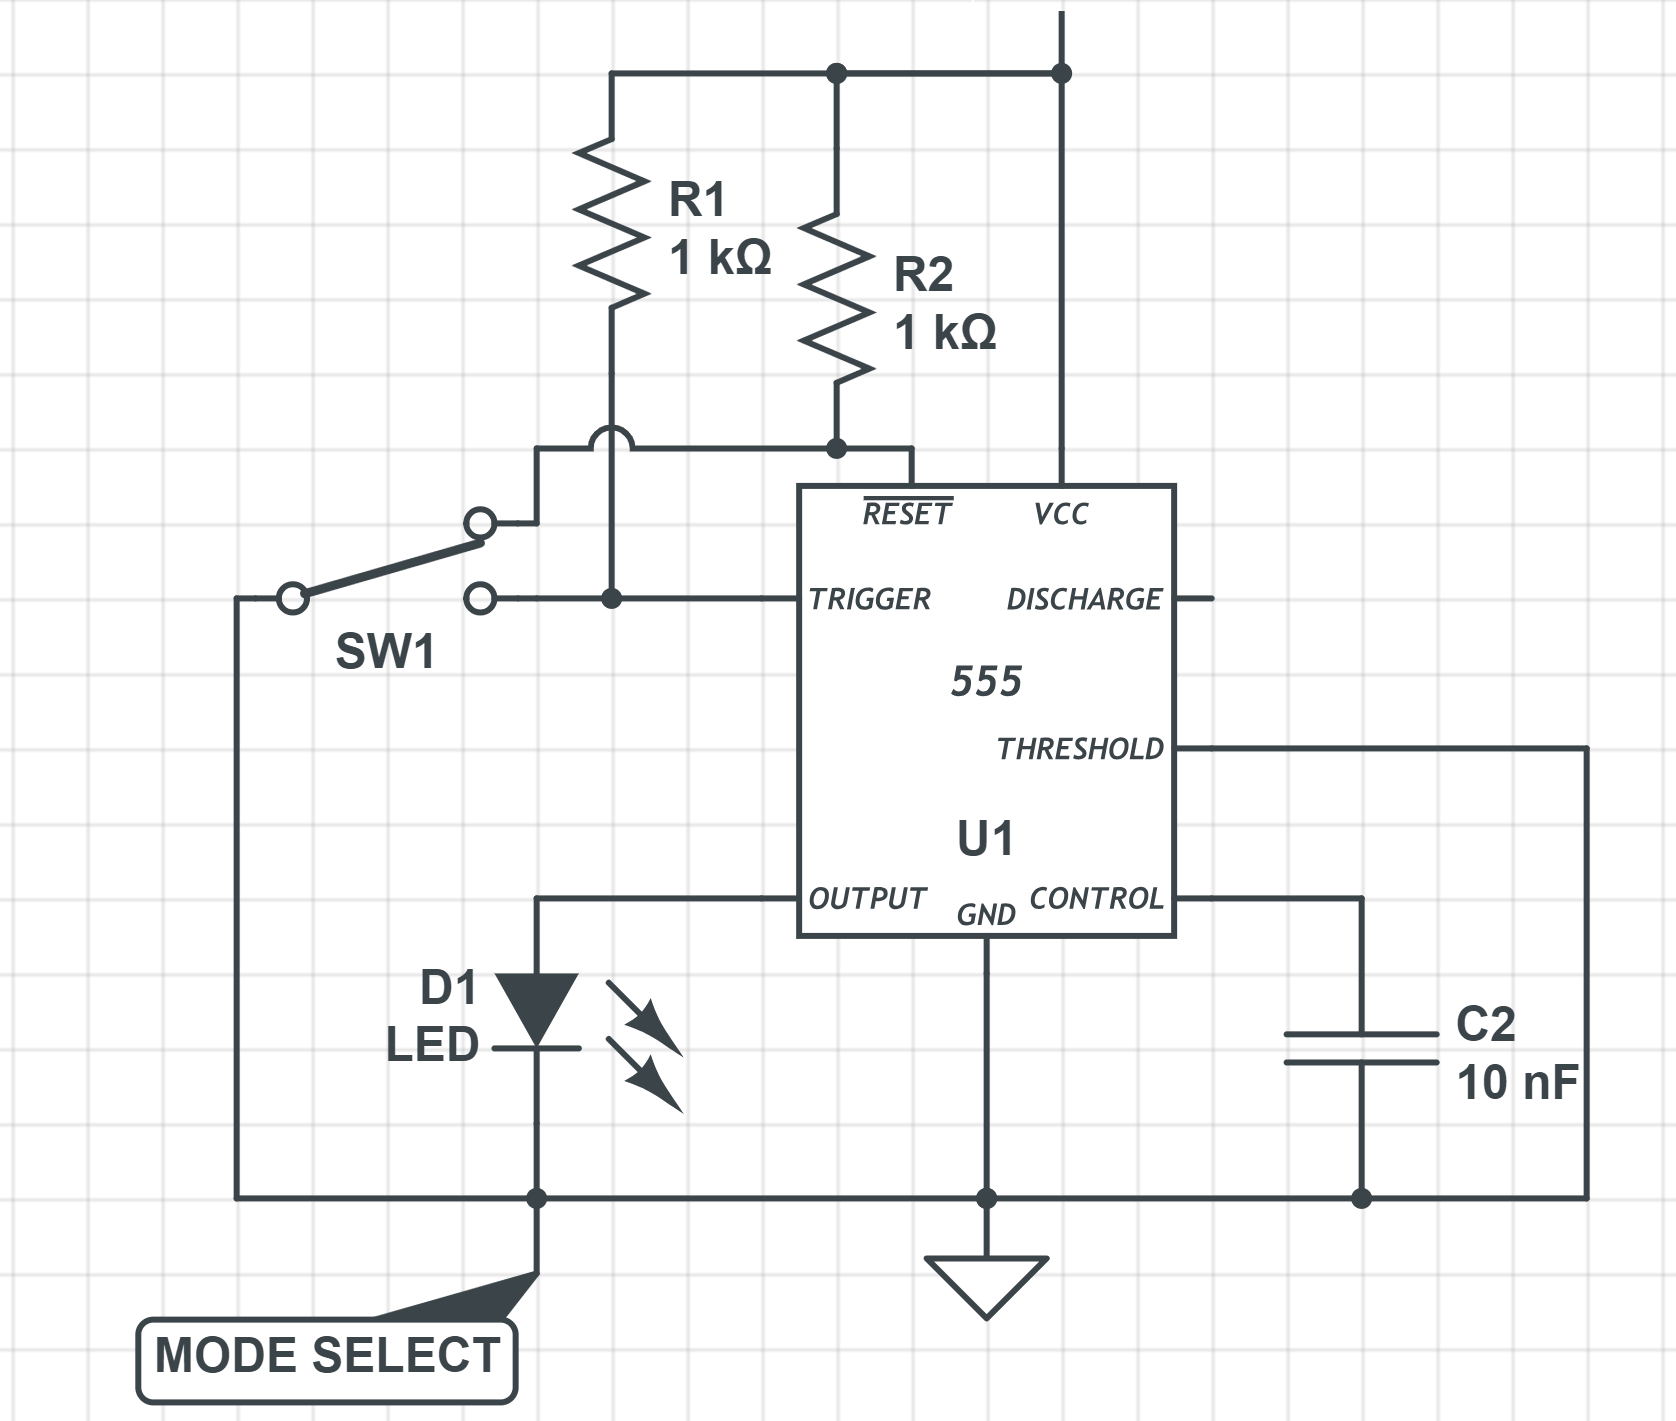 R1
1 kΩ
R2
1 kΩ
RESET
VCC
TRIGGER
DISCHARGE
SW1
555
THRESHOLD
U1
OUTPUT
GND
CONTROL
D1
LED
C2
10 nF
MODE SELECT